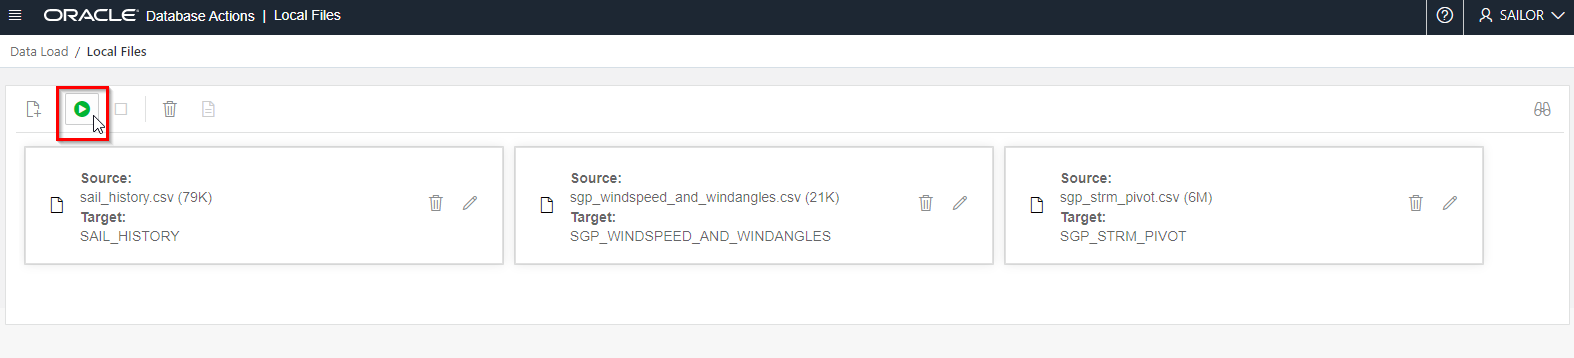 ORACLE Database Actions | Local Files
SAILOR
Data Load / Local Files
Source:
sail_history.csv (79K)
Target:
SAIL_HISTORY
Source:
sgp_windspeed_and_windangles.csv (21K)
Target:
SGP_WINDSPEED_AND_WINDANGLES
Source:
sgp_strm_pivot.csv (6M)
Target:
SGP_STRM_PIVOT